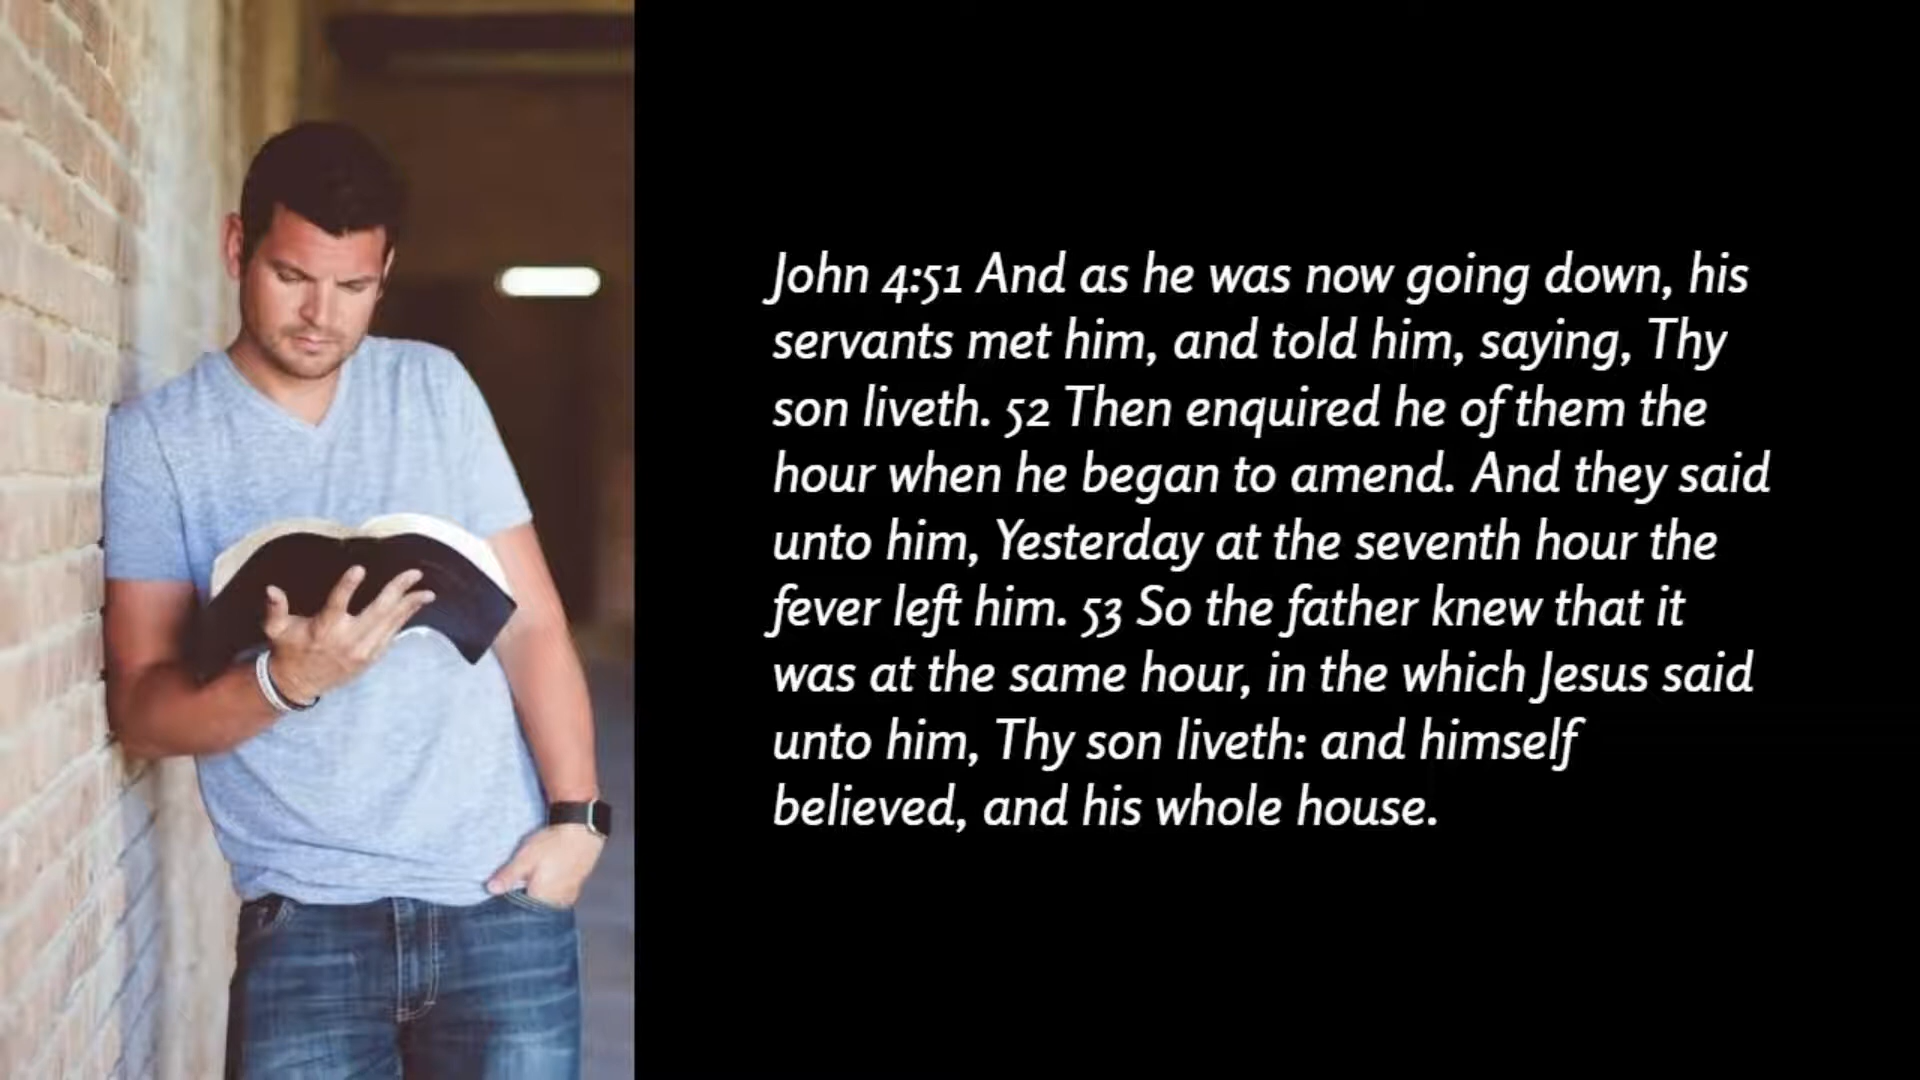 John 4:51 And as he was now going down, his
servants met him, and told him, saying, Thy
son liveth. 52 Then enquired he of them the
hour when he began to amend. And they said
unto him, Yesterday at the seventh hour the
fever left him. 53 So the father knew that it
was at the same hour, in the which Jesus said
unto him, Thy son liveth: and himself
believed, and his whole house.